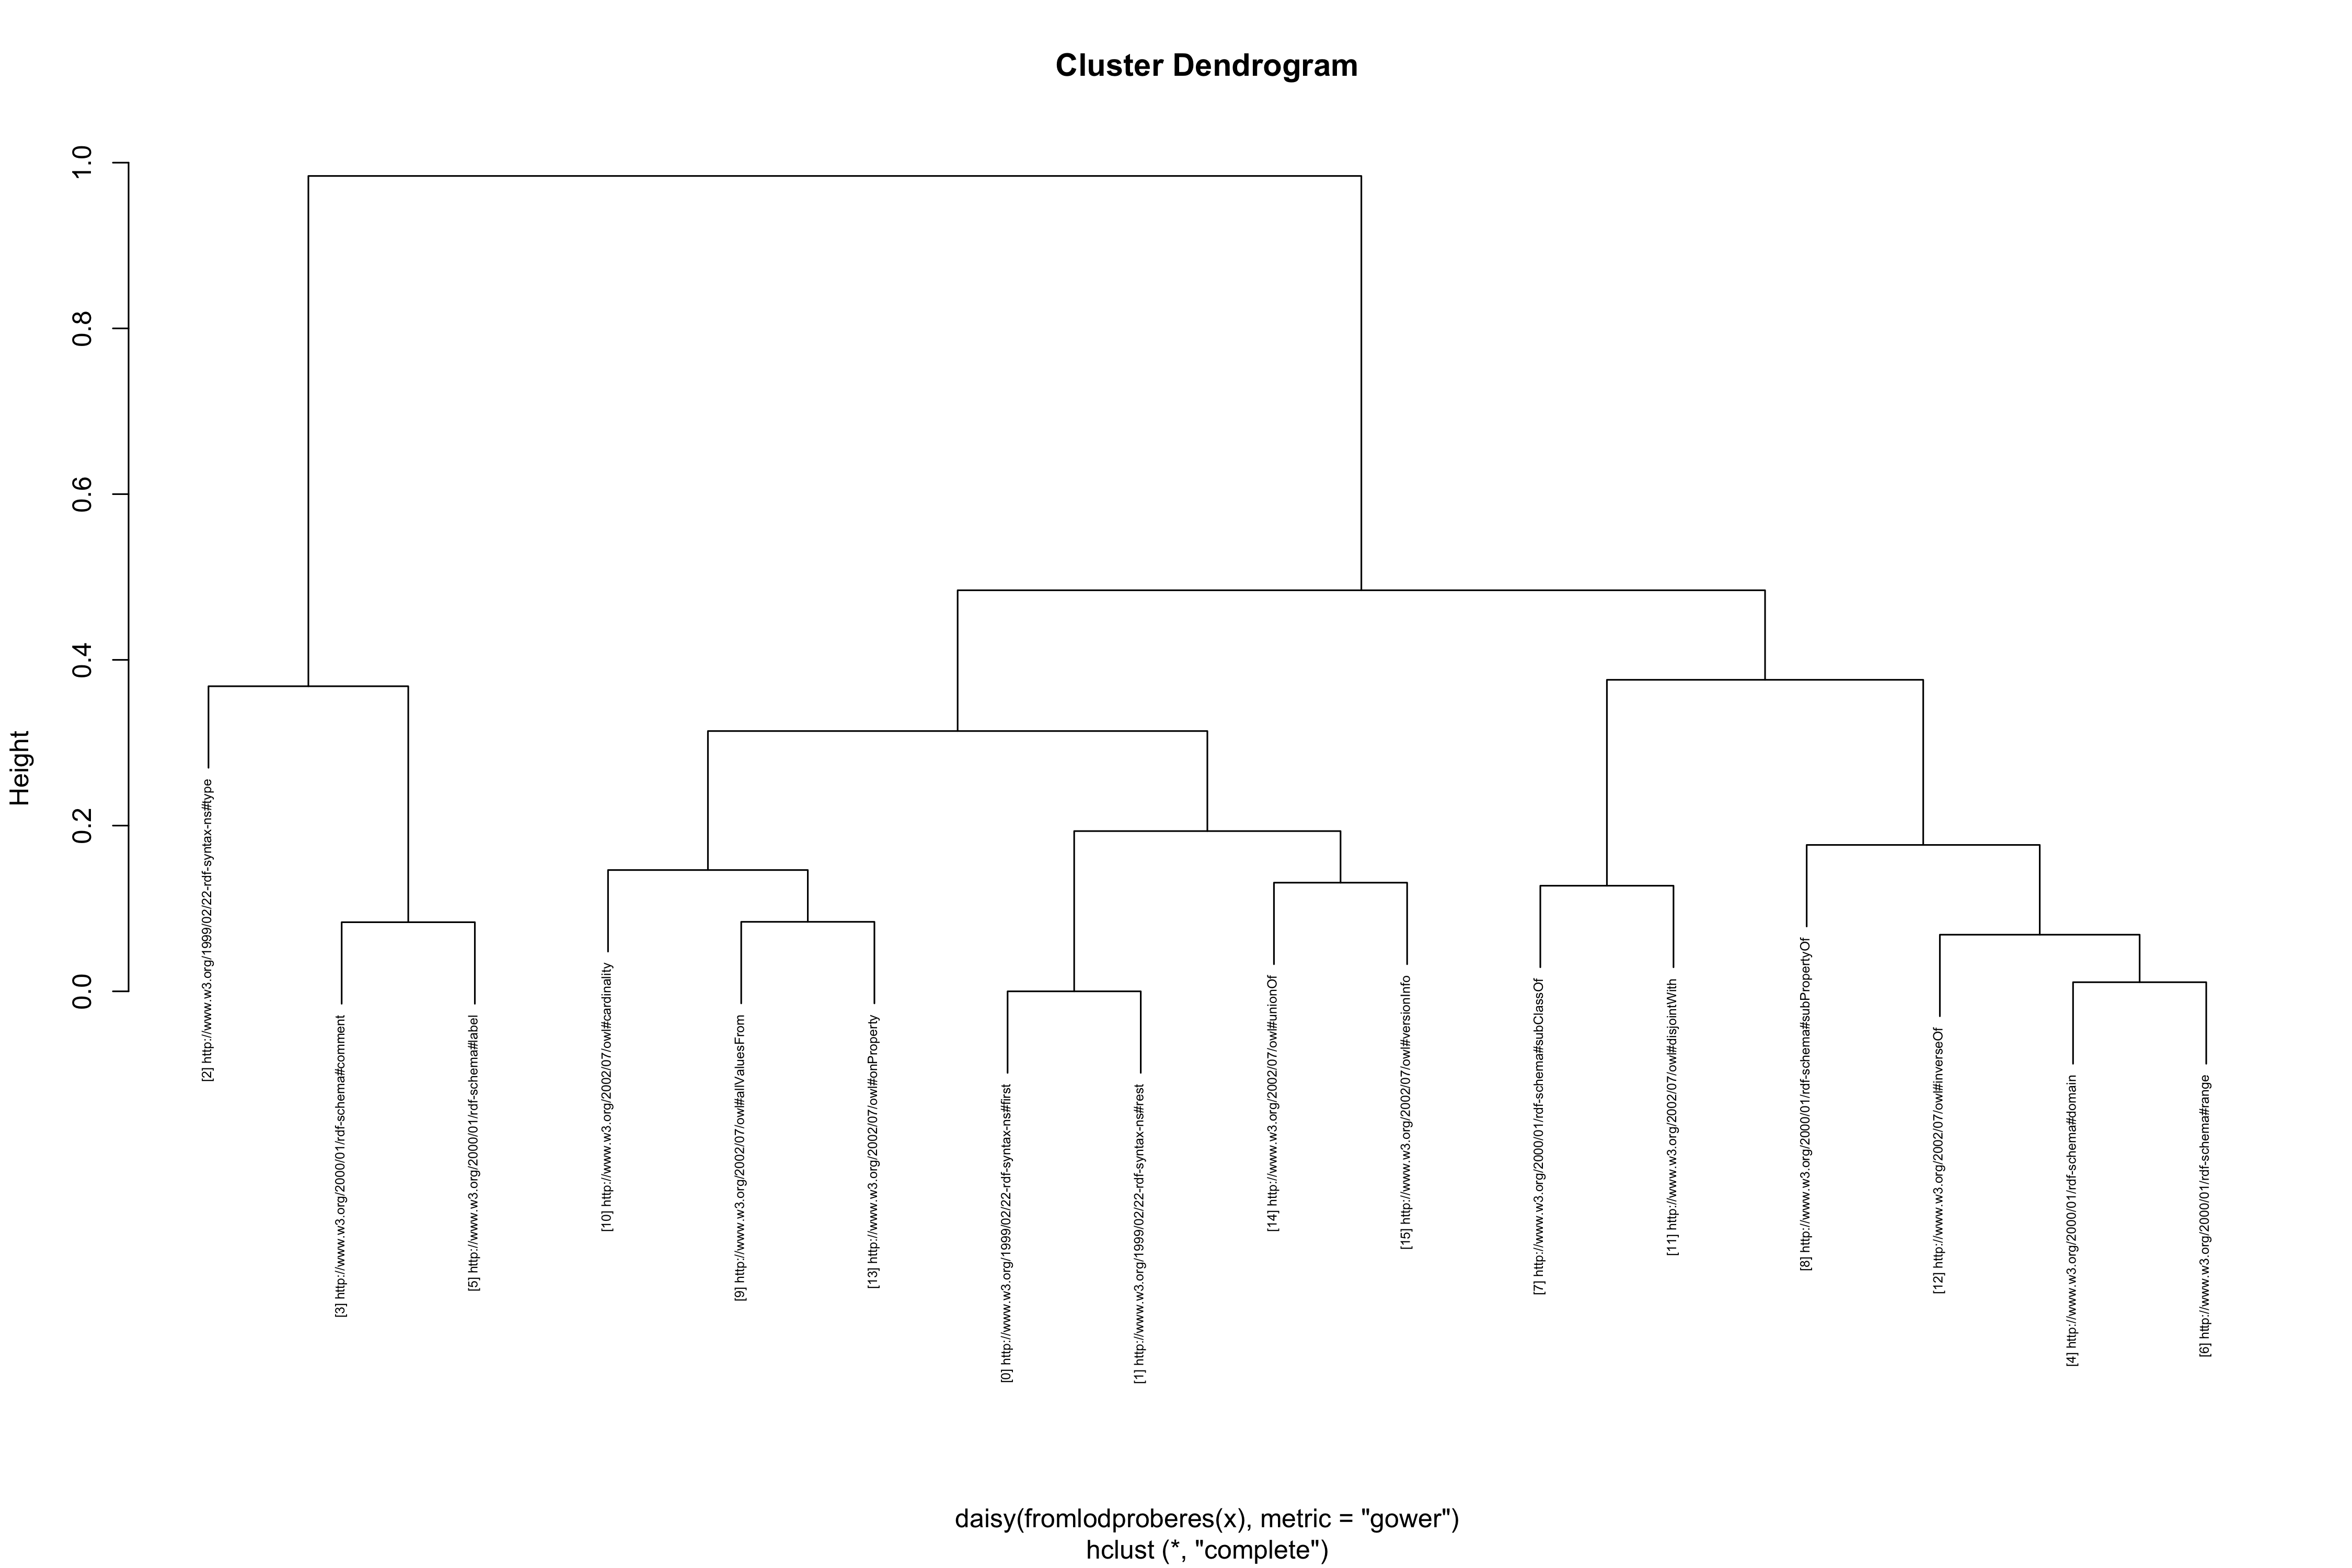 Cluster Dendrogram
Height
1.0
0.8
0.6
0.4
0.2
0.0
[2] http://www.w3.org/1999/02/22-rdf-syntax-ns#type
[3] http://www.w3.org/2000/01/rdf-schema#comment
[5] http://www.w3.org/2000/01/rdf-schema#label
[10] http://www.w3.org/2002/07/owl#cardinality
[9] http://www.w3.org/2002/07/owl#allValuesFrom
[13] http://www.w3.org/2002/07/owl#onProperty
[0] http://www.w3.org/1999/02/22-rdf-syntax-ns#first
[1] http://www.w3.org/1999/02/22-rdf-syntax-ns#rest
[14] http://www.w3.org/2002/07/owl#unionOf
[15] http://www.w3.org/2002/07/owl#versionInfo
[7] http://www.w3.org/2000/01/rdf-schema#subClassOf
[11] http://www.w3.org/2002/07/owl#disjointWith
[8] http://www.w3.org/2000/01/rdf-schema#subPropertyOf
[12] http://www.w3.org/2002/07/owl#inverseOf
[4] http://www.w3.org/2000/01/rdf-schema#domain
[6] http://www.w3.org/2000/01/rdf-schema#range
daisy(fromlodproberes(x), metric = "gower")
hclust (*, "complete")